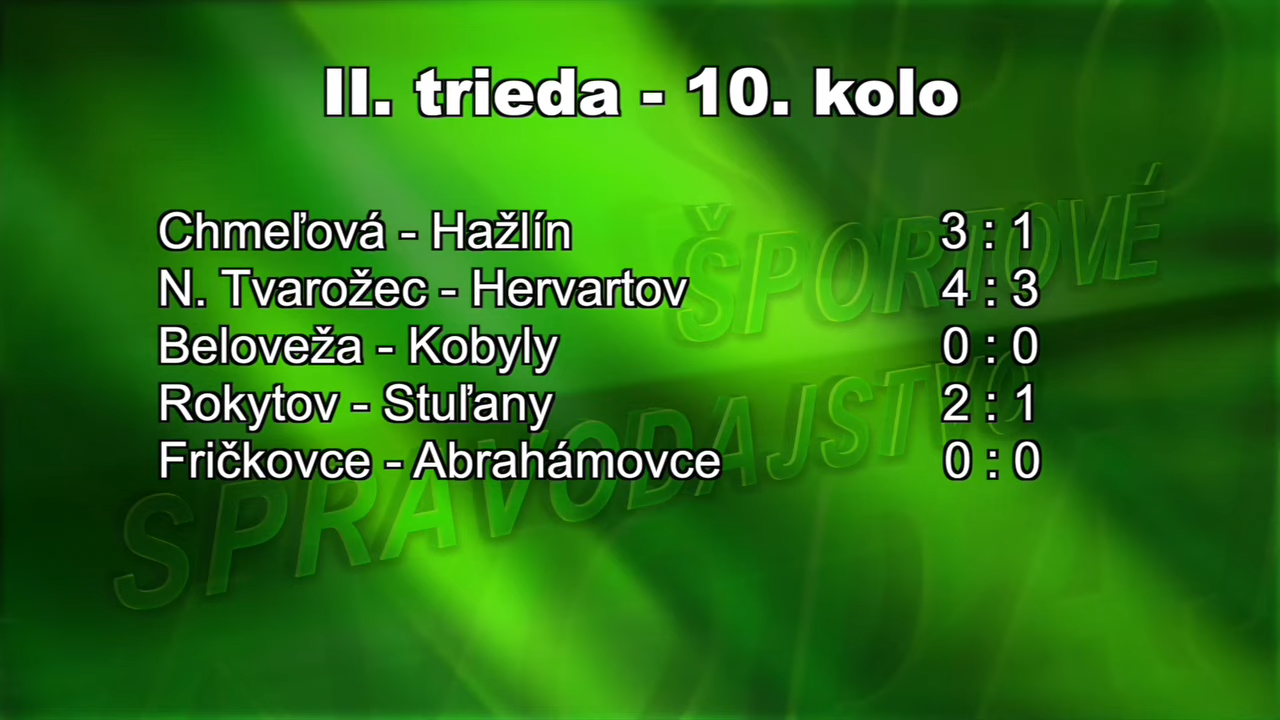 II. trieda - 10. kolo
Chmeľová - Hažlín 3 : 1
N. Tvarožec - Hervartov 4 : 3
Beloveža - Kobyly 0 : 0
Rokytov - Stuľany 2 : 1
Fričkovce - Abrahámovce 0 : 0
ŠPORTOVÉ
SPRAVODAJSTVO